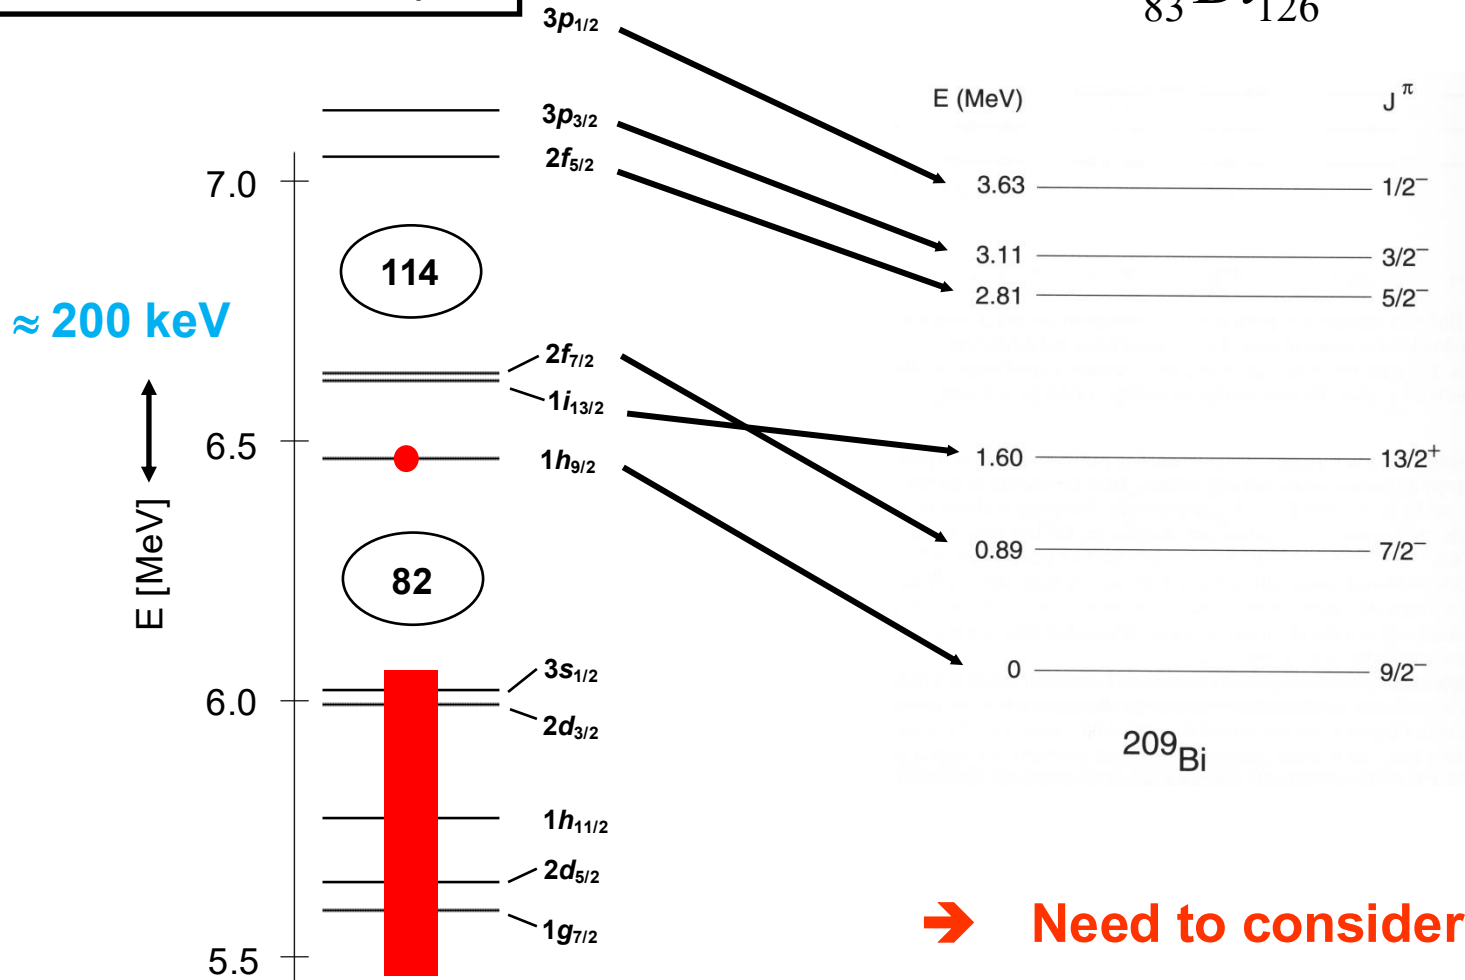 3p1/2
83 Bi 126
3p3/2
2f5/2
7.0
114
≈ 200 keV
2f7/2
1i13/2
6.5
1h9/2
E [MeV]
82
3s1/2
6.0
2d3/2
1h11/2
2d5/2
1g7/2
5.5
E (MeV) J π
3.63 1/2−
3.11 3/2−
2.81 5/2−
1.60 13/2+
0.89 7/2−
0 9/2−
209Bi
➔ Need to consider